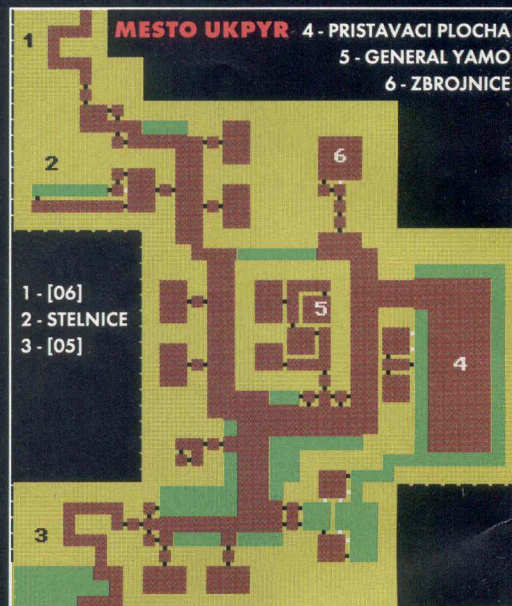 MESTO UKPYR
4 - PRISTAVACI PLOCHA
5 - GENERAL YAMO
6 - ZBROJNICE
1
2
6
1 - [06]
2 - STELNICE
3 - [05]
5
4
3